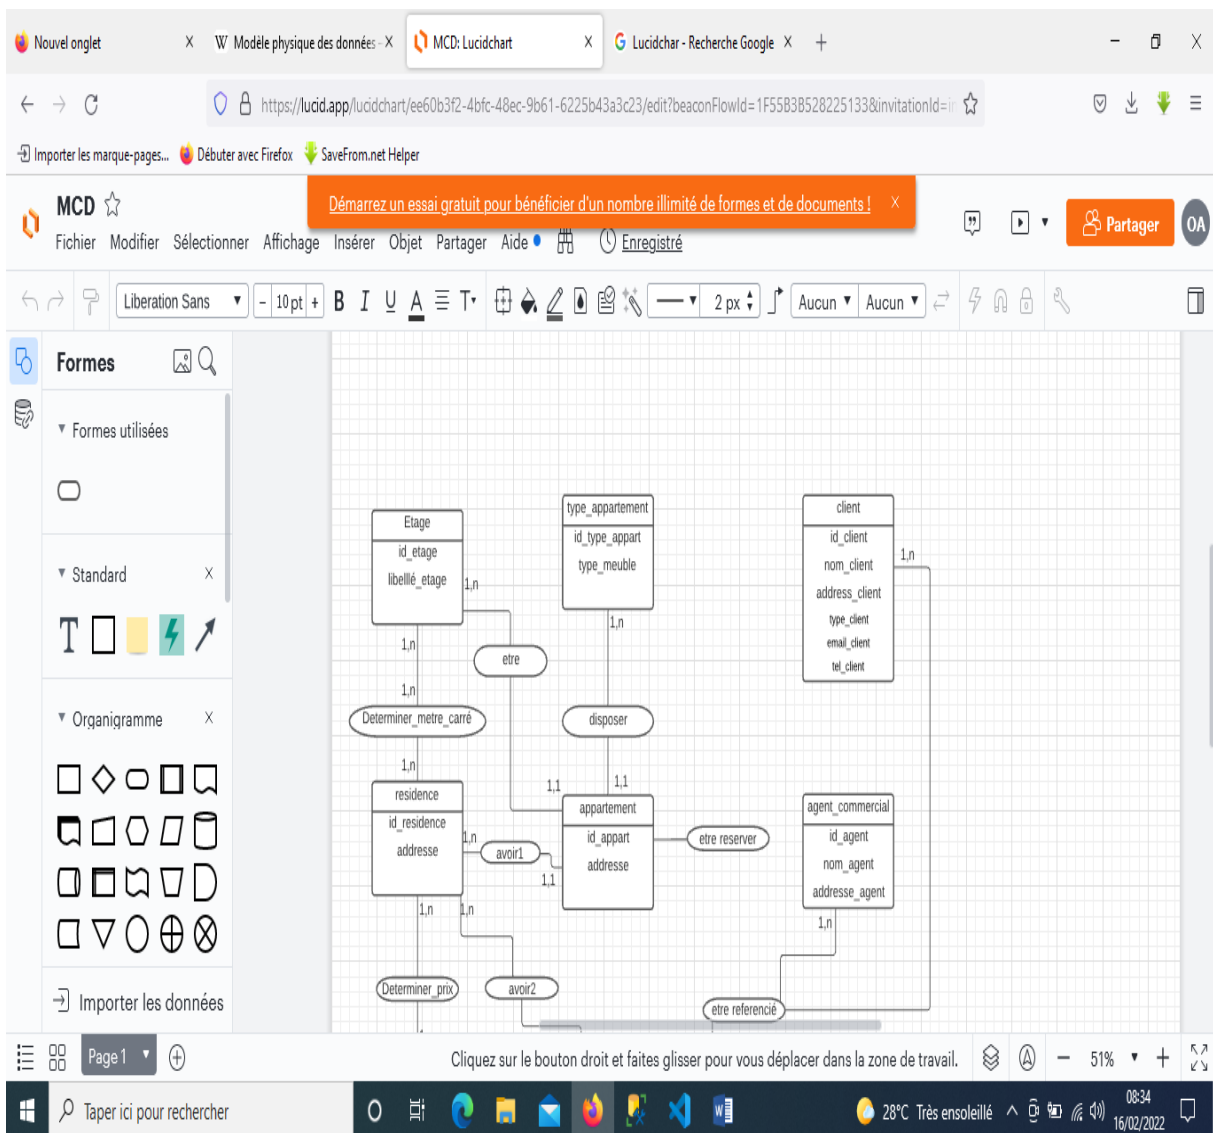 Nouvel onglet
W Modèle physique des données -
MCD: Lucidchart
Lucidchar - Recherche Google
https://lucid.app/lucidchart/ee60b3f2-4bfc-48ec-9b61-6225b43a3c23/edit?beaconFlowId=1F55B3B528225133&invitationId=in
Importer les marque-pages...
Débuter avec Firefox
SaveFrom.net Helper
MCD
Démarrez un essai gratuit pour bénéficier d'un nombre illimité de formes et de documents !
Fichier Modifier Sélectionner Affichage Insérer Objet Partager Aide
Enregistré
Partager
OA
Liberation Sans
- 10 pt +
B I U A T
2 px
Aucun
Aucun
Formes
Formes utilisées
Standard
T
Organigramme
Importer les données
Etage
id_etage
libelllé_etage
1,n
1,n
type_appartement
id_type_appart
type_meuble
1,n
client
id_client
nom_client
address_client
type_client
email_client
tel_client
1,n
etre
1,n
Determiner_metre_carré
disposer
1,n
1,1
1,1
residence
id_residence
addresse
1,n
avoir1
1,1
appartement
id_appart
addresse
etre reserver
agent_commercial
id_agent
nom_agent
addresse_agent
1,n
1,n
1,n
Determiner_prix
avoir2
etre referencié
Page 1
Cliquez sur le bouton droit et faites glisser pour vous déplacer dans la zone de travail.
51%
Taper ici pour rechercher
28°C Très ensoleillé
08:34
16/02/2022